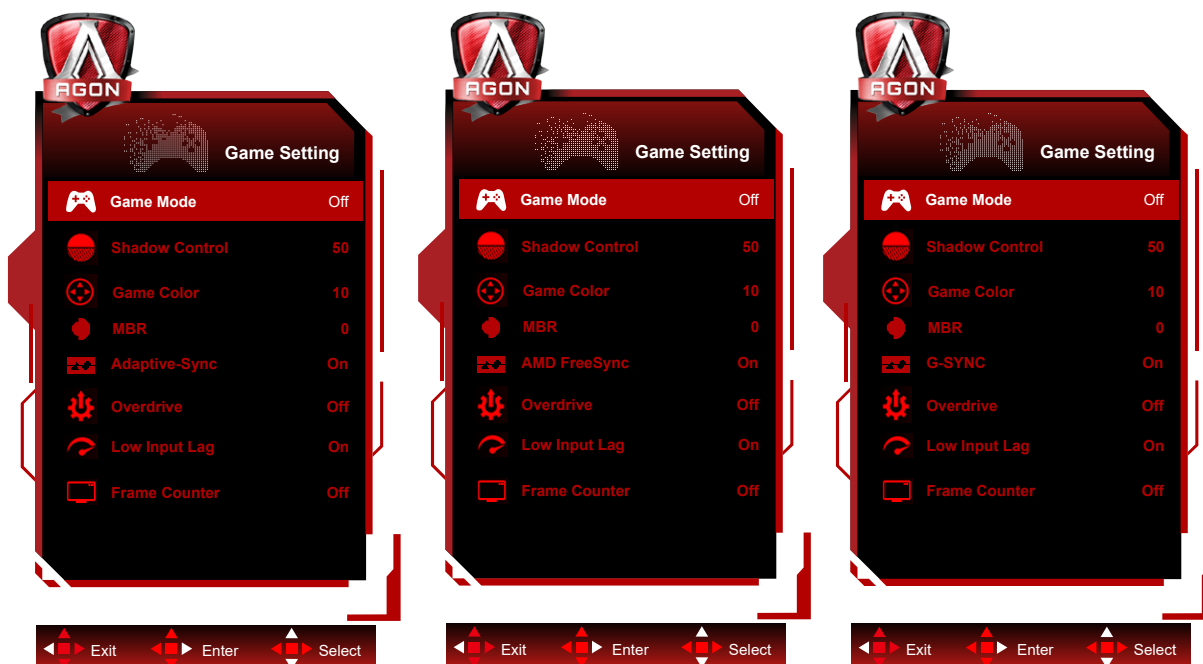 AGON
Game Setting
Game Mode Off
Shadow Control 50
Game Color 10
MBR 0
Adaptive-Sync On
Overdrive Off
Low Input Lag On
Frame Counter Off
Exit Enter Select
AGON
Game Setting
Game Mode Off
Shadow Control 50
Game Color 10
MBR 0
AMD FreeSync On
Overdrive Off
Low Input Lag On
Frame Counter Off
Exit Enter Select
AGON
Game Setting
Game Mode Off
Shadow Control 50
Game Color 10
MBR 0
G-SYNC On
Overdrive Off
Low Input Lag On
Frame Counter Off
Exit Enter Select